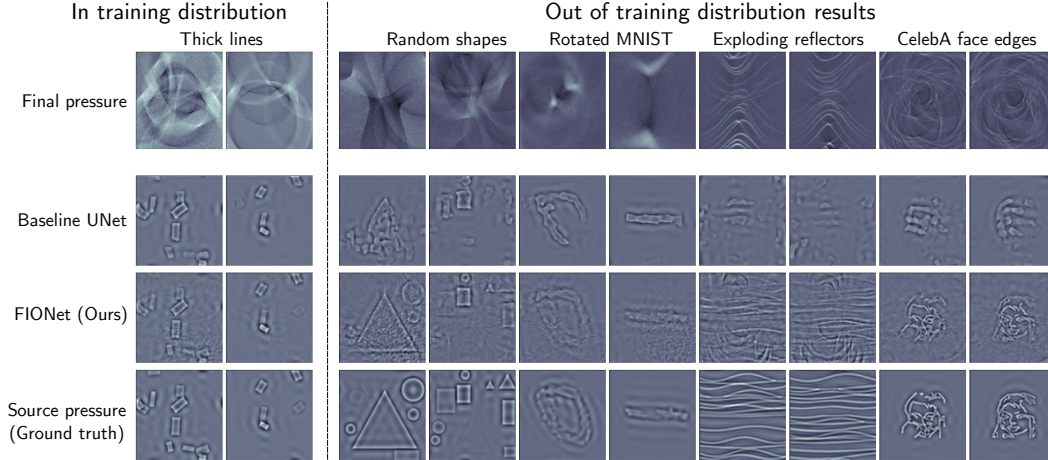 In training distribution
Out of training distribution results
Thick lines
Random shapes
Rotated MNIST
Exploding reflectors
CelebA face edges
Final pressure
Baseline UNet
FIONet (Ours)
Source pressure
(Ground truth)